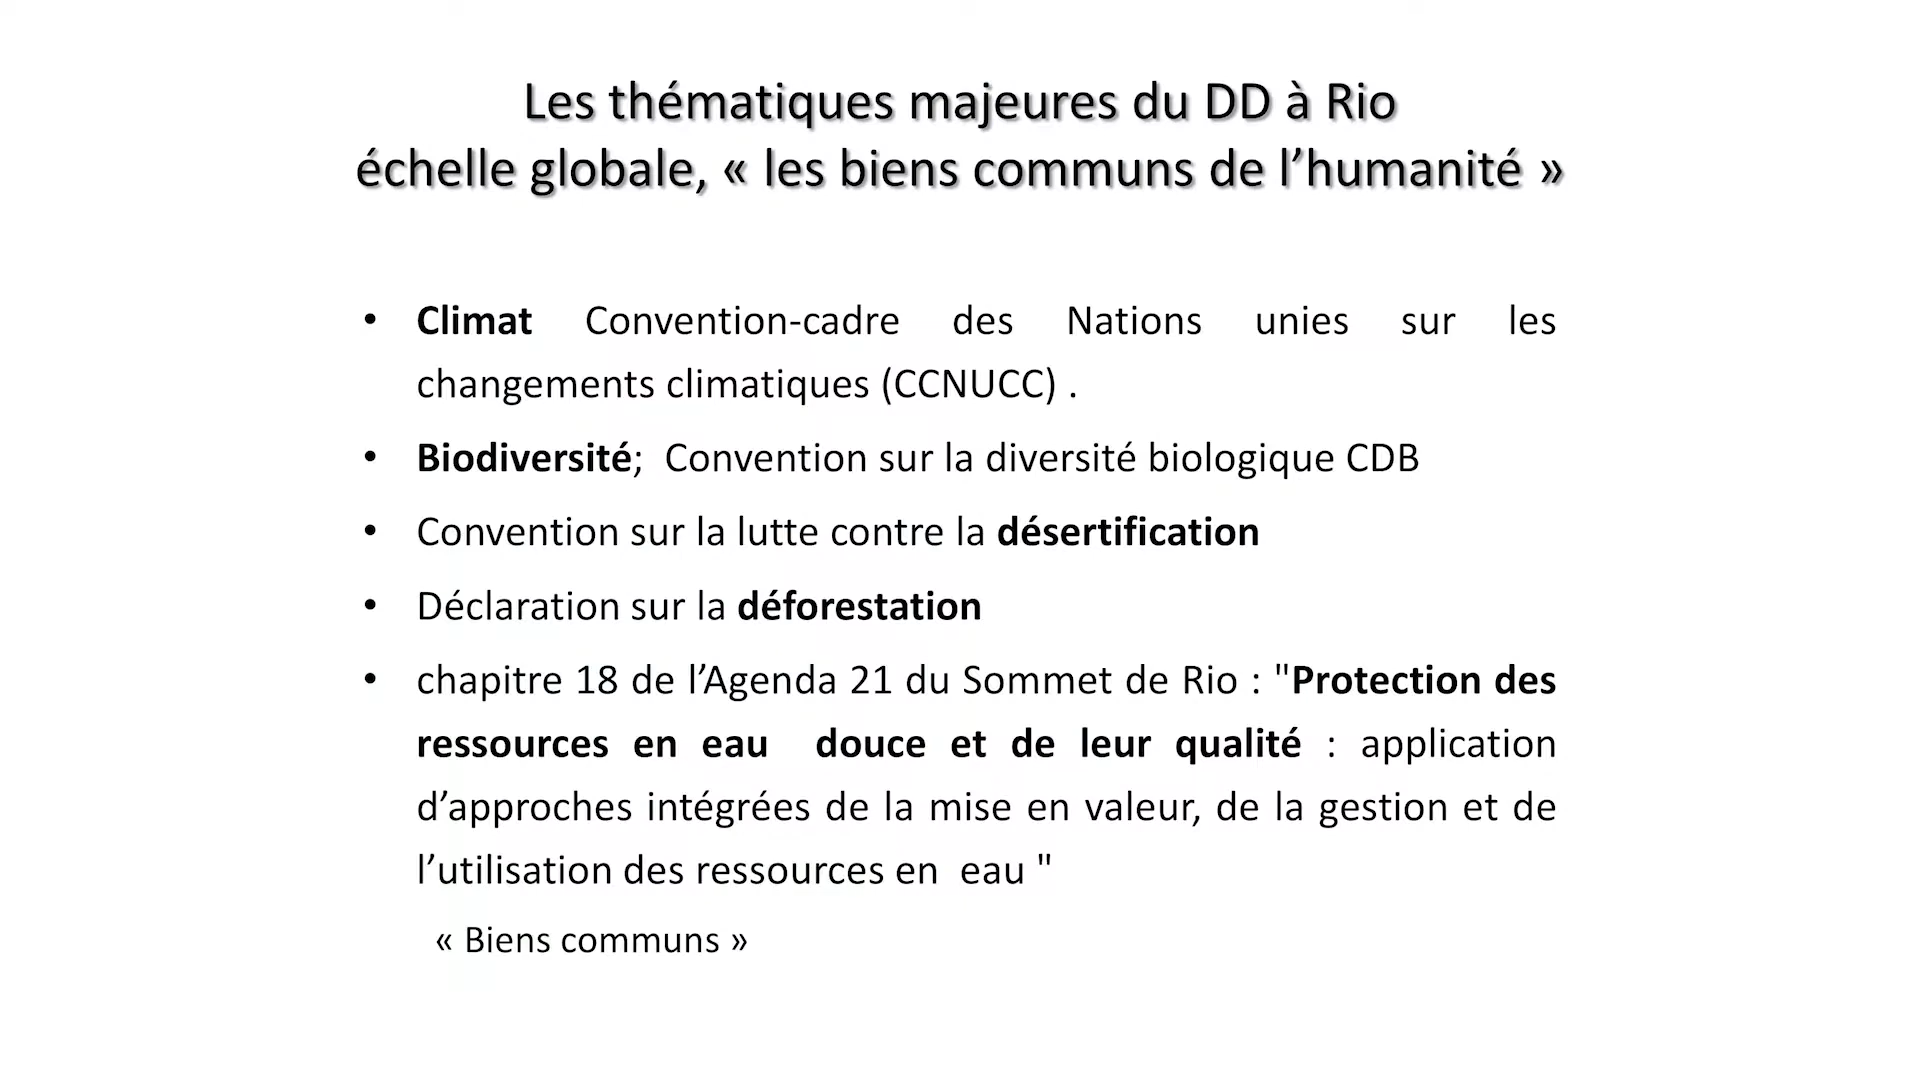 Les thématiques majeures du DD à Rio
échelle globale, « les biens communs de l’humanité »
• Climat Convention-cadre des Nations unies sur les
changements climatiques (CCNUCC) .
• Biodiversité;  Convention sur la diversité biologique CDB
• Convention sur la lutte contre la désertification
• Déclaration sur la déforestation
• chapitre 18 de l’Agenda 21 du Sommet de Rio : "Protection des
ressources en eau  douce et de leur qualité : application
d’approches intégrées de la mise en valeur, de la gestion et de
l’utilisation des ressources en  eau "
« Biens communs »